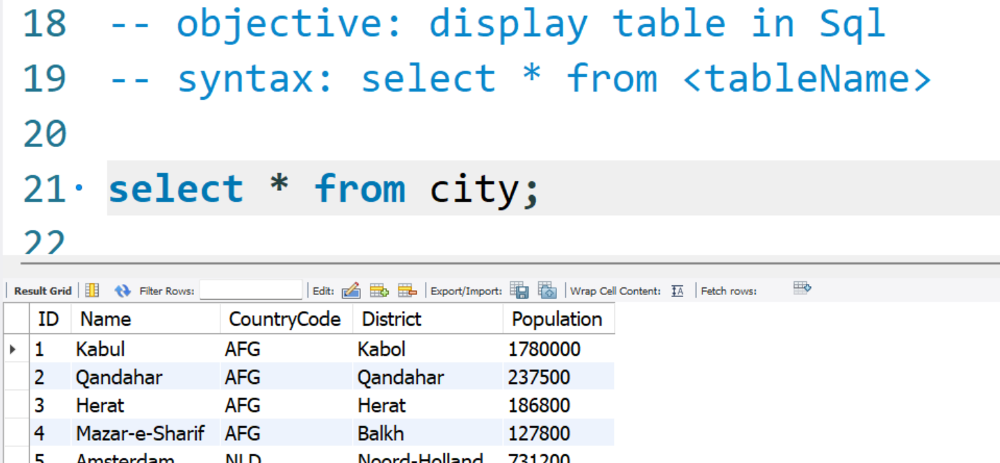 18 -- objective: display table in Sql
19 -- syntax: select * from <tableName>
20
21 select * from city;
22
Result Grid Filter Rows: Edit: Export/Import: Wrap Cell Content: IA Fetch rows:
ID Name CountryCode District Population
1 Kabul AFG Kabol 1780000
2 Qandahar AFG Qandahar 237500
3 Herat AFG Herat 186800
4 Mazar-e-Sharif AFG Balkh 127800
5 Amsterdam NLD Noord-Holland 731200